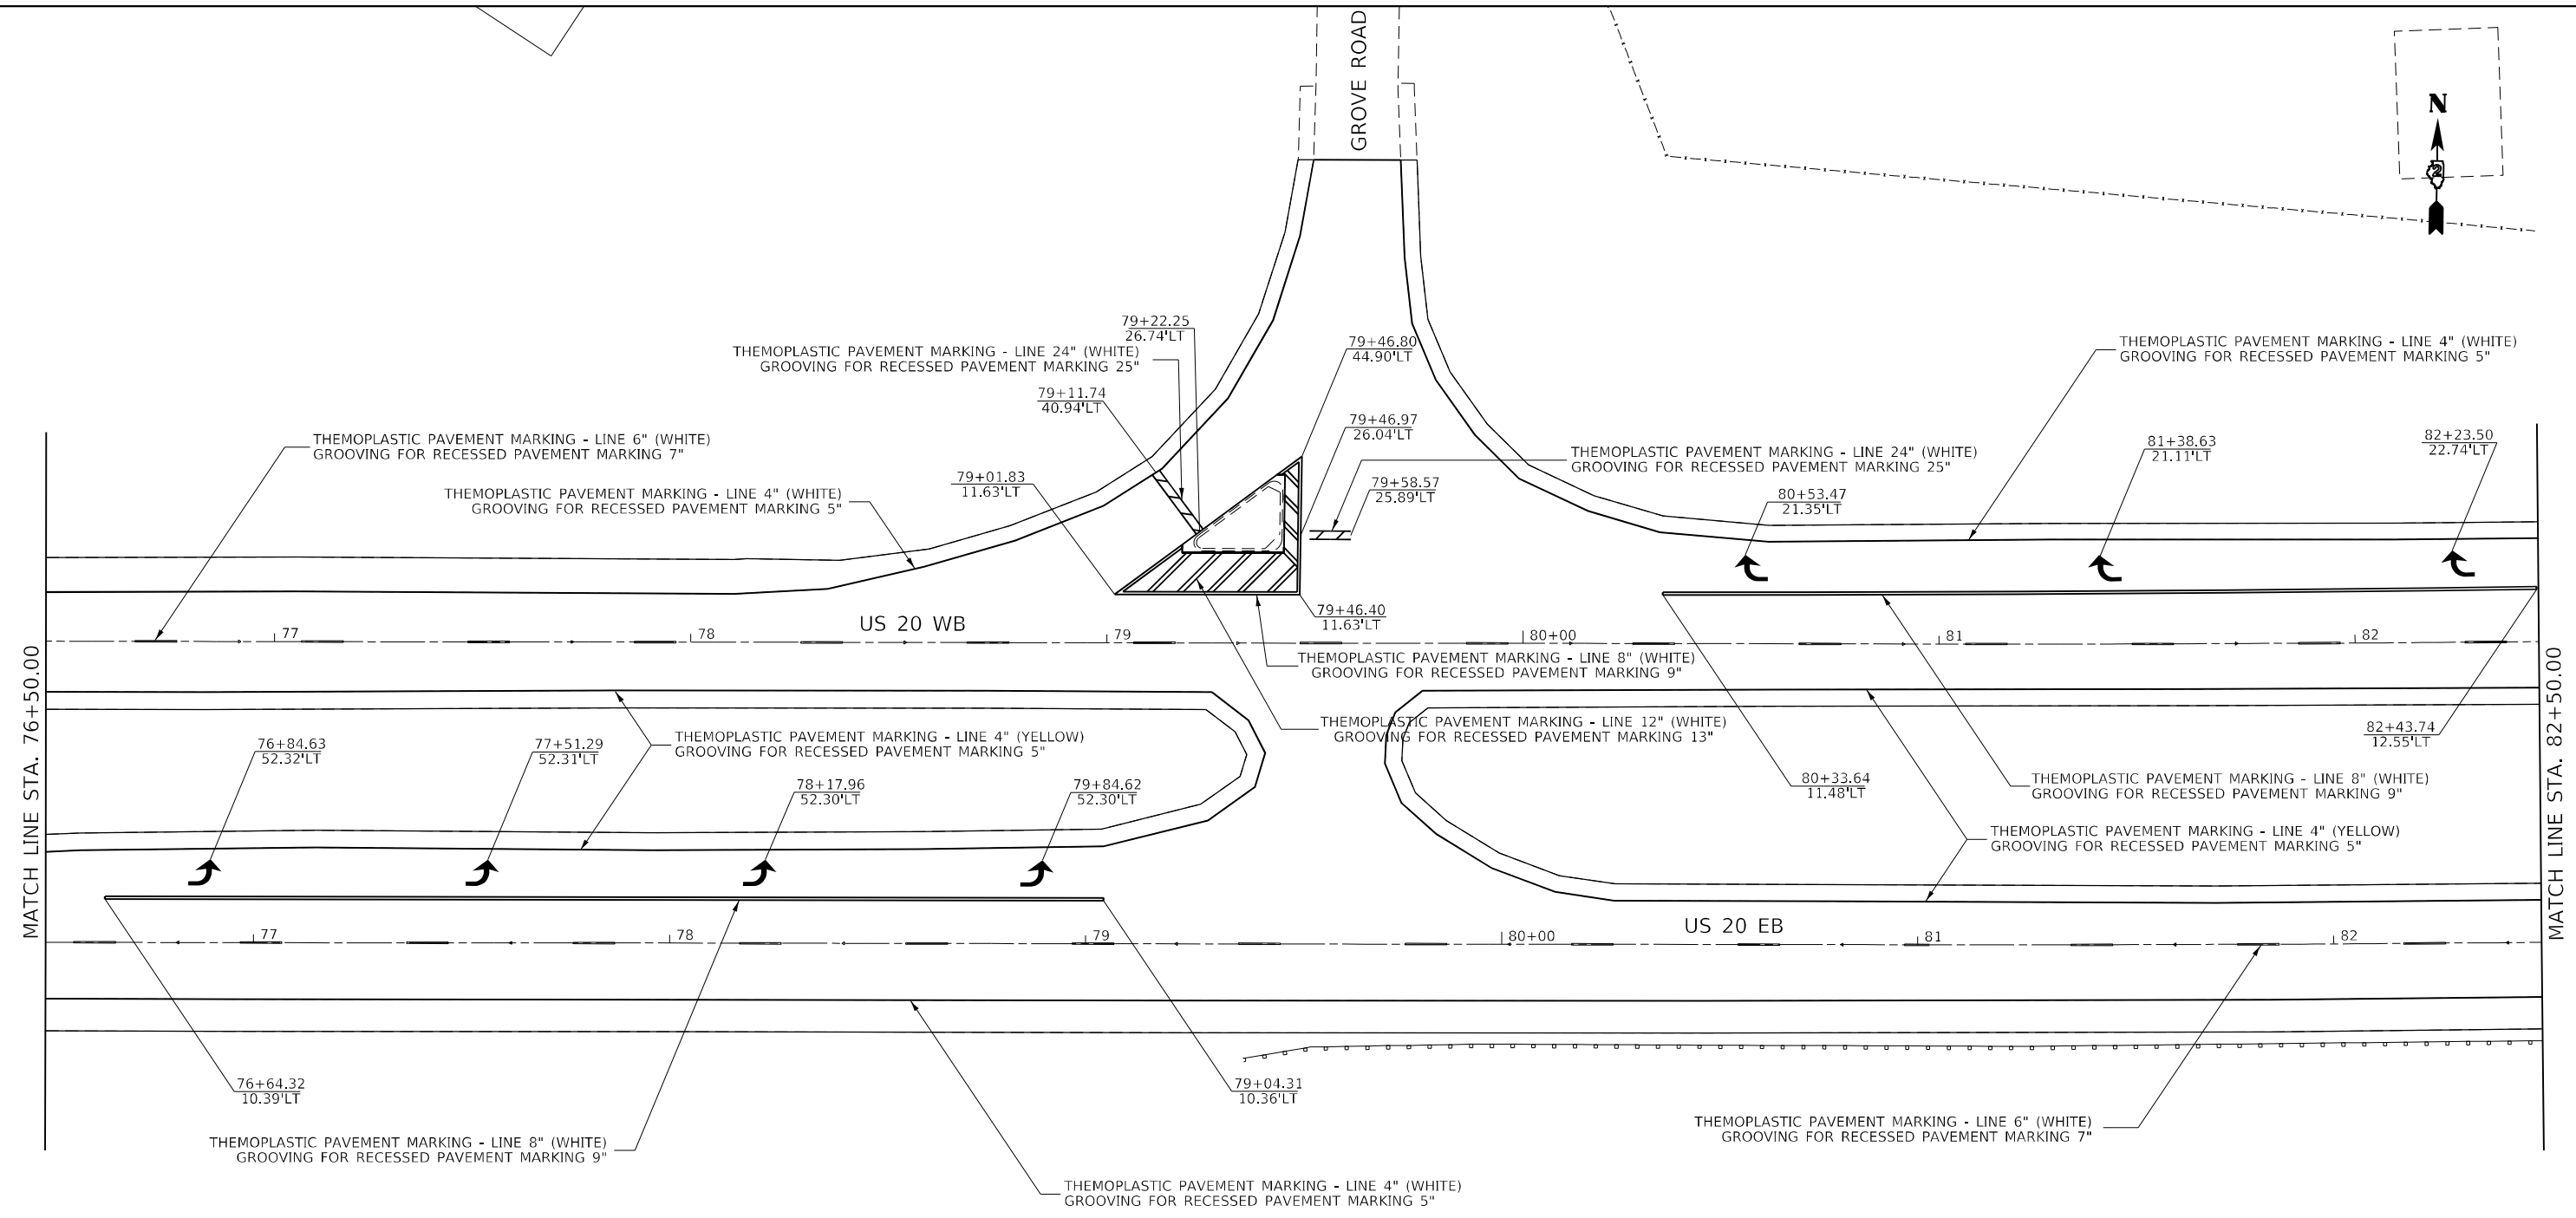 GROVE ROAD
N
2
79+22.25
26.74'LT
THEMOPLASTIC PAVEMENT MARKING - LINE 24" (WHITE)
GROOVING FOR RECESSED PAVEMENT MARKING 25"
79+11.74
40.94'LT
79+46.80
44.90'LT
THEMOPLASTIC PAVEMENT MARKING - LINE 4" (WHITE)
GROOVING FOR RECESSED PAVEMENT MARKING 5"
THEMOPLASTIC PAVEMENT MARKING - LINE 6" (WHITE)
GROOVING FOR RECESSED PAVEMENT MARKING 7"
79+46.97
26.04'LT
THEMOPLASTIC PAVEMENT MARKING - LINE 24" (WHITE)
GROOVING FOR RECESSED PAVEMENT MARKING 25"
81+38.63
21.11'LT
82+23.50
22.74'LT
THEMOPLASTIC PAVEMENT MARKING - LINE 4" (WHITE)
GROOVING FOR RECESSED PAVEMENT MARKING 5"
79+01.83
11.63'LT
79+58.57
25.89'LT
80+53.47
21.35'LT
79+46.40
11.63'LT
US 20 WB
77
78
79
80+00
81
82
THEMOPLASTIC PAVEMENT MARKING - LINE 8" (WHITE)
GROOVING FOR RECESSED PAVEMENT MARKING 9"
MATCH LINE STA. 76+50.00
MATCH LINE STA. 82+50.00
THEMOPLASTIC PAVEMENT MARKING - LINE 12" (WHITE)
GROOVING FOR RECESSED PAVEMENT MARKING 13"
76+84.63
52.32'LT
77+51.29
52.31'LT
THEMOPLASTIC PAVEMENT MARKING - LINE 4" (YELLOW)
GROOVING FOR RECESSED PAVEMENT MARKING 5"
82+43.74
12.55'LT
78+17.96
52.30'LT
79+84.62
52.30'LT
80+33.64
11.48'LT
THEMOPLASTIC PAVEMENT MARKING - LINE 8" (WHITE)
GROOVING FOR RECESSED PAVEMENT MARKING 9"
THEMOPLASTIC PAVEMENT MARKING - LINE 4" (YELLOW)
GROOVING FOR RECESSED PAVEMENT MARKING 5"
US 20 EB
77
78
79
80+00
81
82
76+64.32
10.39'LT
79+04.31
10.36'LT
THEMOPLASTIC PAVEMENT MARKING - LINE 8" (WHITE)
GROOVING FOR RECESSED PAVEMENT MARKING 9"
THEMOPLASTIC PAVEMENT MARKING - LINE 6" (WHITE)
GROOVING FOR RECESSED PAVEMENT MARKING 7"
THEMOPLASTIC PAVEMENT MARKING - LINE 4" (WHITE)
GROOVING FOR RECESSED PAVEMENT MARKING 5"